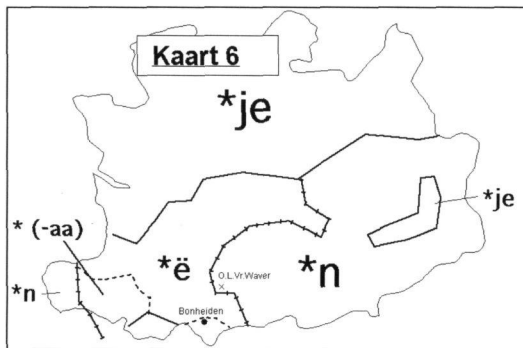 Kaart 6
*je
*je
* (-aa)
*ë
*n
*n
O.L.Vr.Waver
Bonheiden